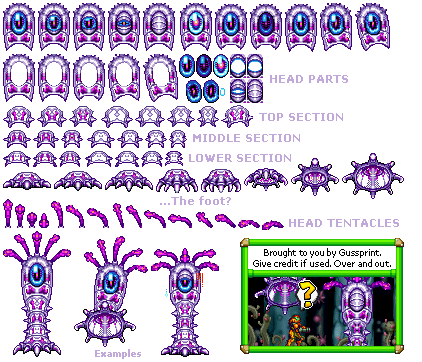 HEAD PARTS
TOP SECTION
MIDDLE SECTION
LOWER SECTION
...The foot?
HEAD TENTACLES
Brought to you by Gussprint.
Give credit if used. Over and out.
?
Examples